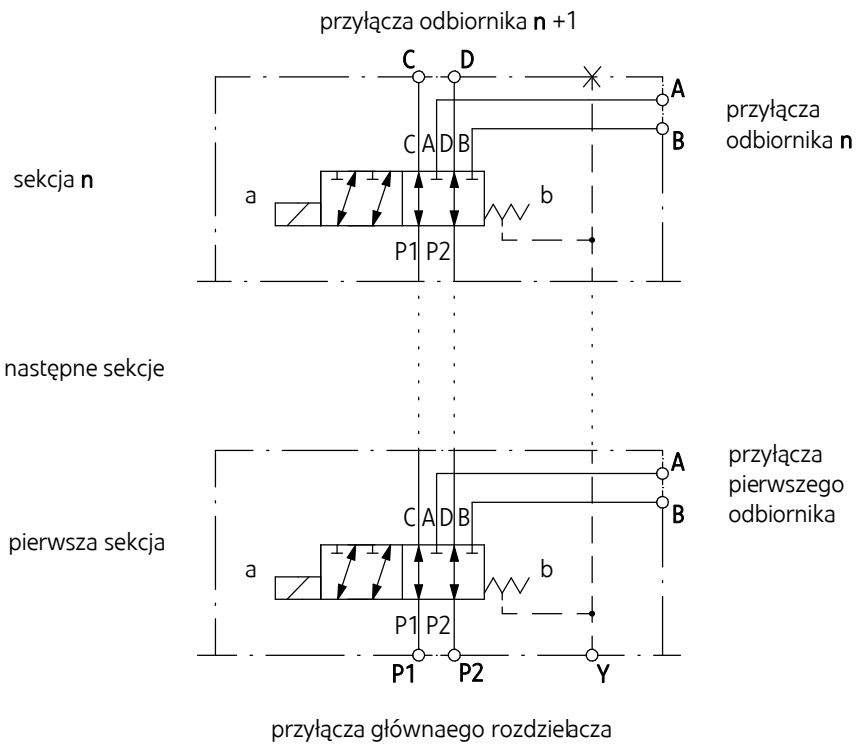 przyłącza odbiornika n +1
C D
A
przyłącza
odbiornika n
B
C A D B
sekcja n
a
b
P1 P2
następne sekcje
A
przyłącza
pierwszego
odbiornika
B
C A D B
pierwsza sekcja
a
b
P1 P2
P1 P2 Y
przyłącza głównaego rozdzielacza